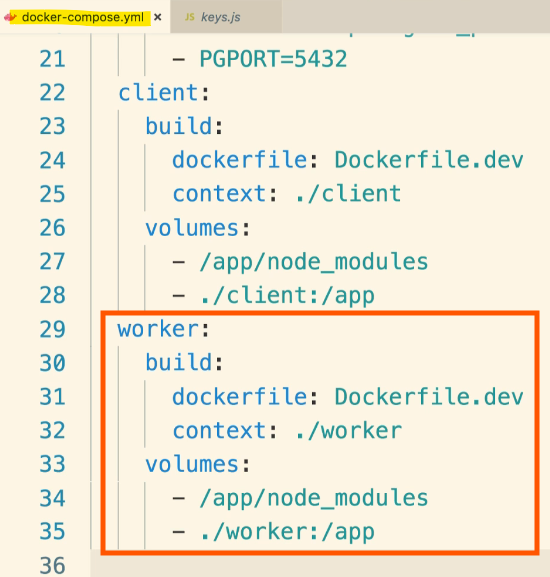 docker-compose.yml × JS keys.js
21 - PGPORT=5432
22 client:
23 build:
24 dockerfile: Dockerfile.dev
25 context: ./client
26 volumes:
27 - /app/node_modules
28 - ./client:/app
29 worker:
30 build:
31 dockerfile: Dockerfile.dev
32 context: ./worker
33 volumes:
34 - /app/node_modules
35 - ./worker:/app
36